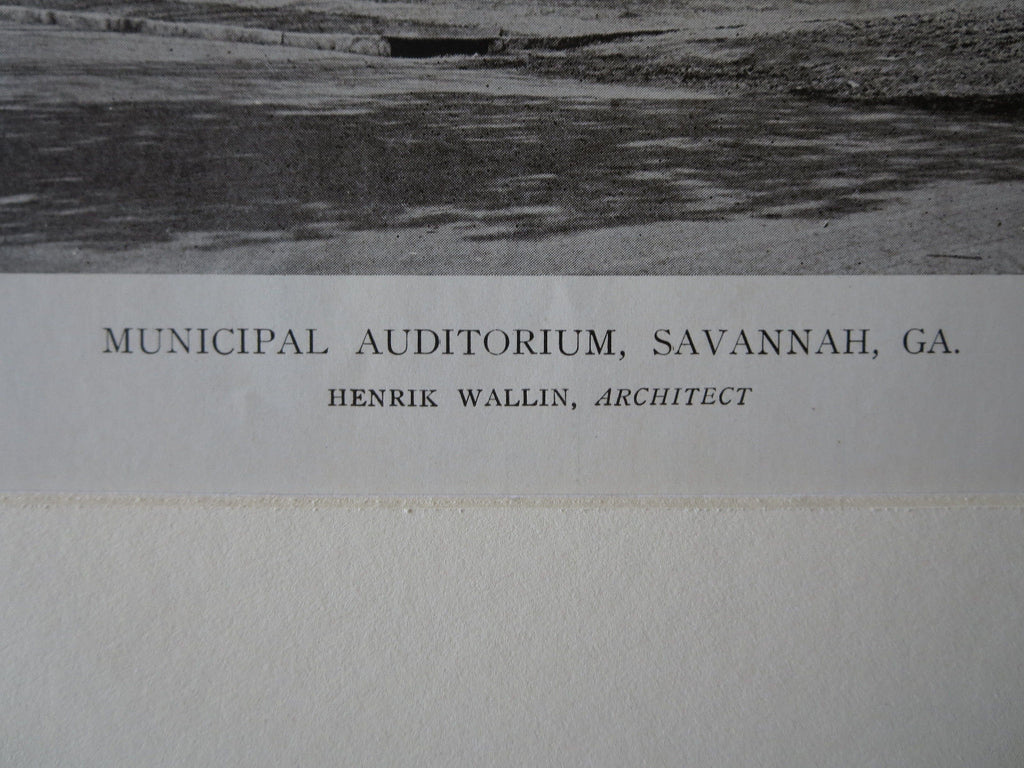 MUNICIPAL AUDITORIUM, SAVANNAH, GA.
HENRIK WALLIN, ARCHITECT